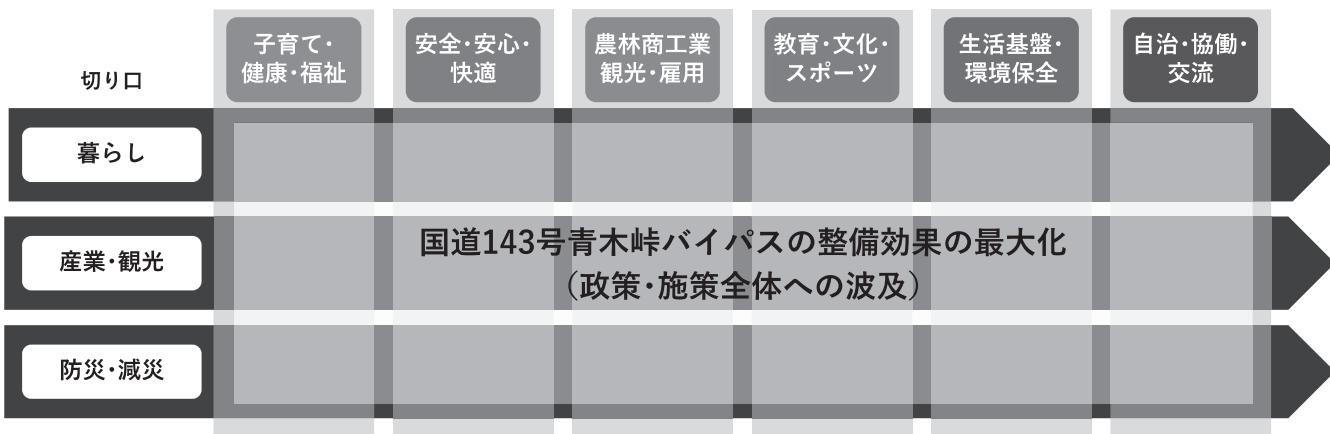 切り口
子育て・
健康・福祉
安全・安心・
快適
農林商工業
観光・雇用
教育・文化・
スポーツ
生活基盤・
環境保全
自治・協働・
交流
暮らし
産業・観光
防災・減災
国道143号青木峠バイパスの整備効果の最大化
（政策・施策全体への波及）